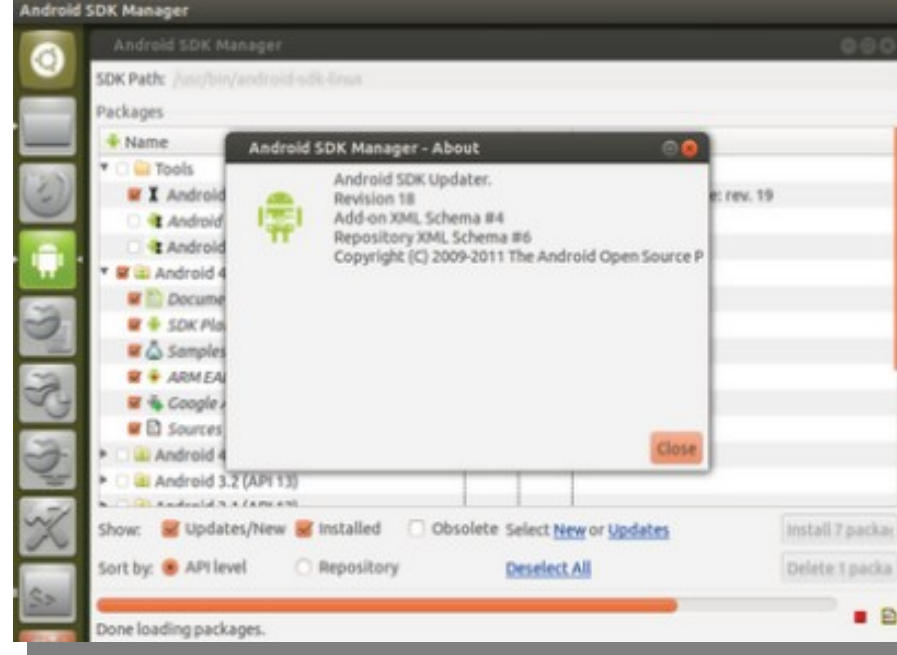 Android SDK Manager
Android SDK Manager
SDK Path: /usr/bin/android-sdk-linux
Packages
Name
Tools
Android
e: rev. 19
Android
Android
Android 4
Docume
SDK Pla
Samples
ARM EA
Google
Sources
Android 4
Android 3.2 (API 13)
Android SDK Manager - About
Android SDK Updater.
Revision 18
Add-on XML Schema #4
Repository XML Schema #6
Copyright (C) 2009-2011 The Android Open Source P
Close
Show: Updates/New Installed Obsolete Select New or Updates
Install 7 packag
Sort by: API level Repository Deselect All
Delete 1 packa
Done loading packages.